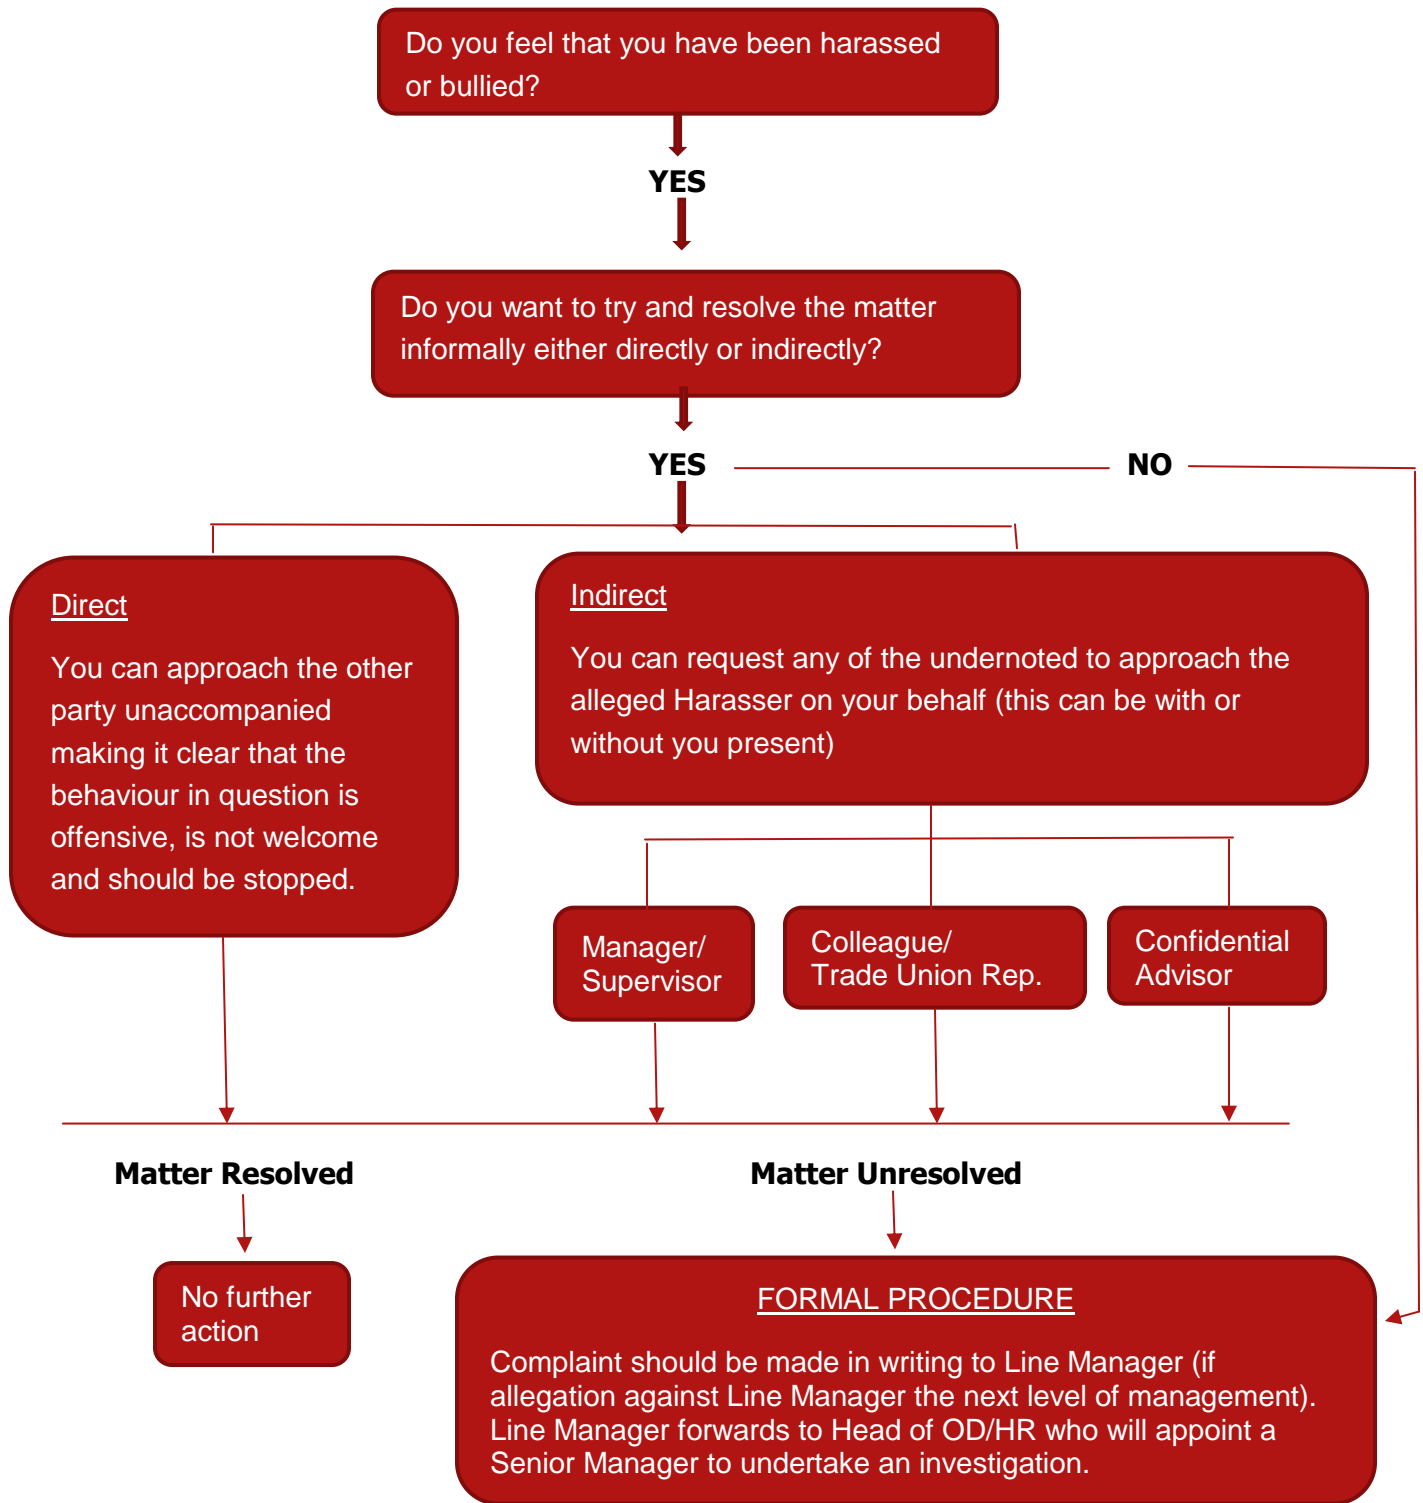 Do you feel that you have been harassed
or bullied?
YES
Do you want to try and resolve the matter
informally either directly or indirectly?
YES
NO
Direct
You can approach the other
party unaccompanied
making it clear that the
behaviour in question is
offensive, is not welcome
and should be stopped.
Indirect
You can request any of the undernoted to approach the
alleged Harasser on your behalf (this can be with or
without you present)
Manager/
Supervisor
Colleague/
Trade Union Rep.
Confidential
Advisor
Matter Resolved
Matter Unresolved
No further
action
FORMAL PROCEDURE
Complaint should be made in writing to Line Manager (if
allegation against Line Manager the next level of management).
Line Manager forwards to Head of OD/HR who will appoint a
Senior Manager to undertake an investigation.